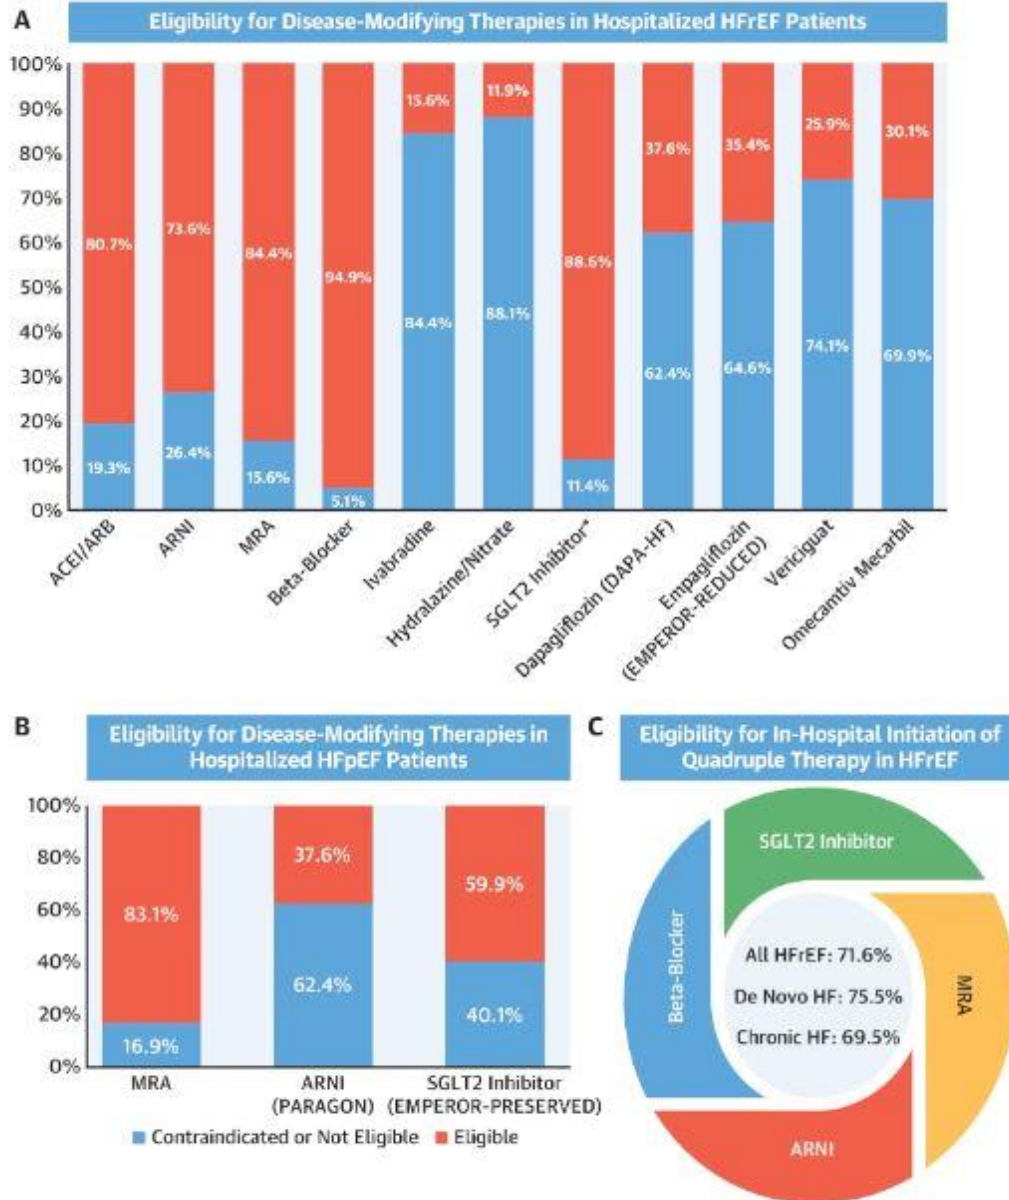 A
Eligibility for Disease-Modifying Therapies in Hospitalized HFrEF Patients
100%
90%
80%
70%
60%
50%
40%
30%
20%
10%
0%
80.7%
19.3%
73.6%
26.4%
84.4%
15.6%
94.9%
5.1%
15.6%
84.4%
11.9%
88.1%
88.6%
11.4%
37.6%
62.4%
35.4%
64.6%
25.9%
74.1%
30.1%
69.9%
ACEI/ARB
ARNI
MRA
Beta-Blocker
Ivabradine
Hydralazine/Nitrate
SGLT2 Inhibitor*
Dapagliflozin (DAPA-HF)
Empagliflozin
(EMPEROR-REDUCED)
Vericiguat
Omecamtiv Mecarbil
B
Eligibility for Disease-Modifying Therapies in
Hospitalized HFpEF Patients
100%
80%
60%
40%
20%
0%
83.1%
16.9%
37.6%
62.4%
59.9%
40.1%
MRA
ARNI
(PARAGON)
SGLT2 Inhibitor
(EMPEROR-PRESERVED)
Contraindicated or Not Eligible
Eligible
C
Eligibility for In-Hospital Initiation of
Quadruple Therapy in HFrEF
SGLT2 Inhibitor
Beta-Blocker
MRA
ARNI
All HFrEF: 71.6%
De Novo HF: 75.5%
Chronic HF: 69.5%